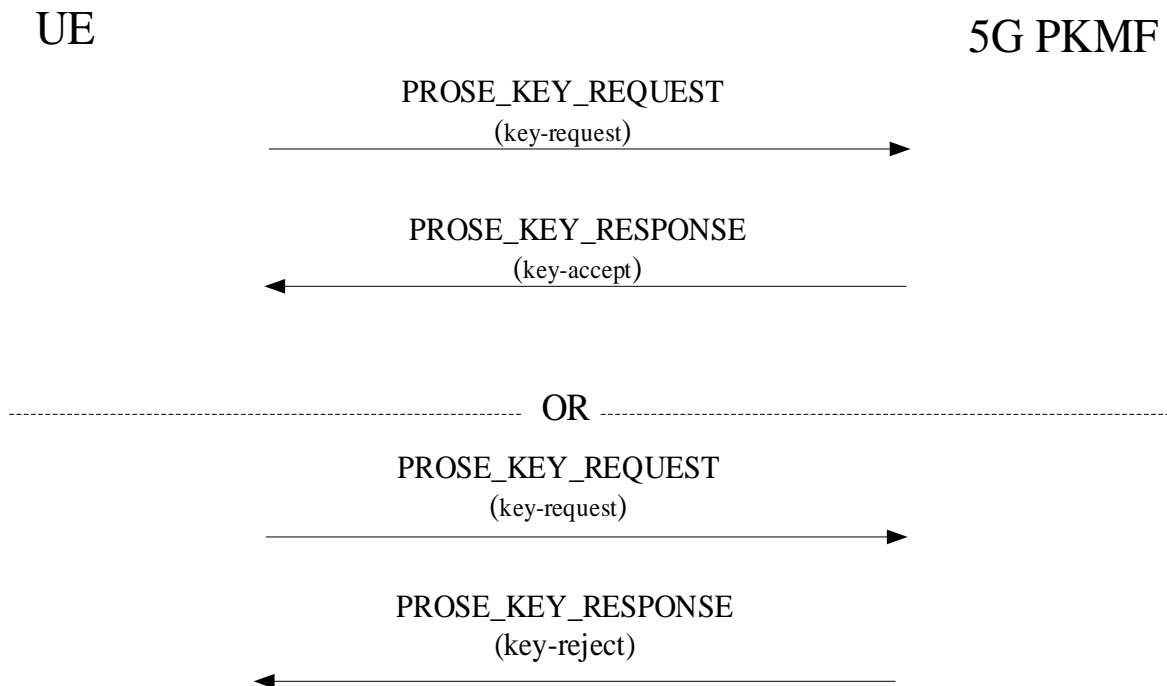 UE
5G PKMF
PROSE_KEY_REQUEST
(key-request)
PROSE_KEY_RESPONSE
(key-accept)
OR
PROSE_KEY_REQUEST
(key-request)
PROSE_KEY_RESPONSE
(key-reject)